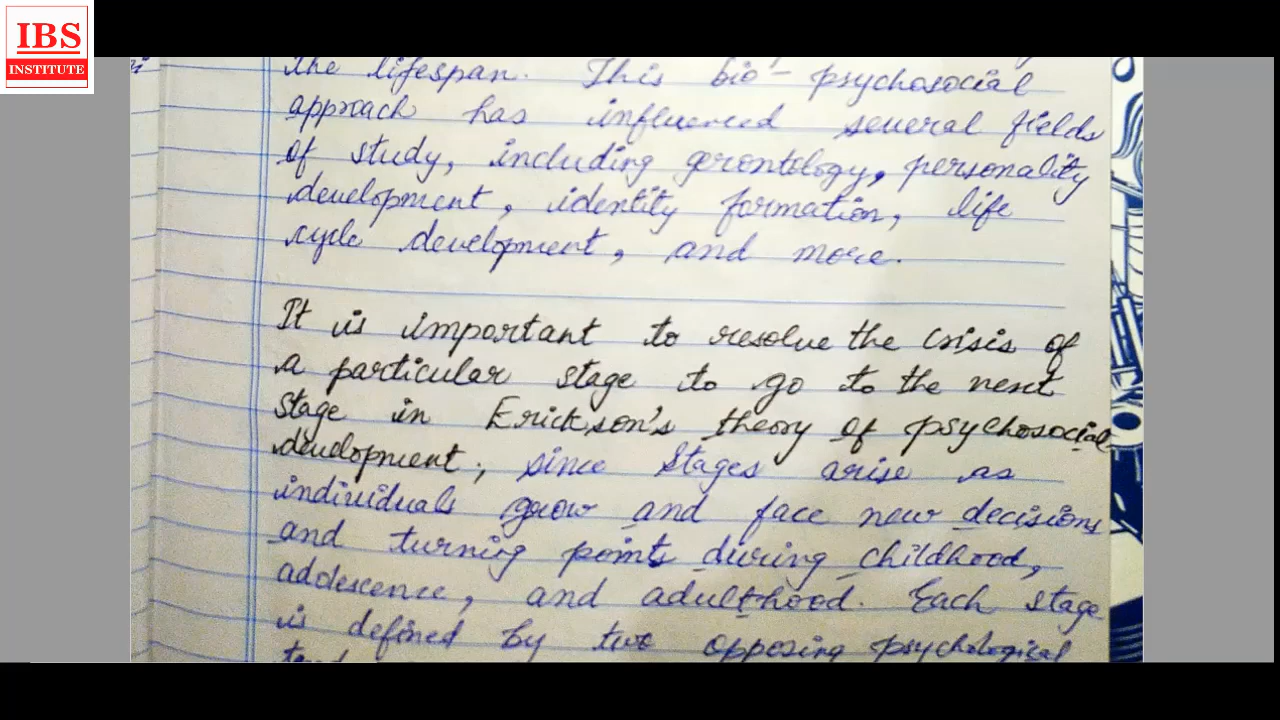 IBS
INSTITUTE
the lifespan. This bio-psychosocial
approach has influenced several fields
of study, including gerontology, personality
development, identity formation, life
cycle development, and more.
It is important to resolve the crisis of
a particular stage to go to the next
stage in Erickson's theory of psychosocial
development, since stages arise as
individuals grow and face new decisions
and turning points during childhood,
adolescence, and adulthood. Each stage
is defined by two opposing psychological